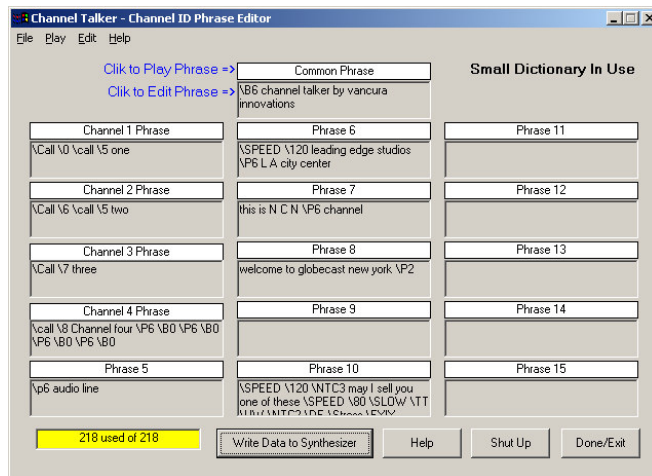 Channel Talker - Channel ID Phrase Editor
File Play Edit Help
Clik to Play Phrase =>
Common Phrase
Small Dictionary In Use
Clik to Edit Phrase =>
\B6 channel talker by vancura
innovations
Channel 1 Phrase
\Call \0 \call \5 one
Phrase 6
\SPEED \120 leading edge studios
\P6 L A city center
Phrase 11
Channel 2 Phrase
\Call \6 \call \5 two
Phrase 7
this is N C N \P6 channel
Phrase 12
Channel 3 Phrase
\Call \7 three
Phrase 8
welcome to globecast new york \P2
Phrase 13
Channel 4 Phrase
\call \8 Channel four \P6 \B0 \P6 \B0
\P6 \B0 \P6 \B0
Phrase 9
Phrase 14
Phrase 5
\p6 audio line
Phrase 10
\SPEED \120 \NTC3 may I sell you
one of these \SPEED \80 \SLOW \TT
Phrase 15
218 used of 218
Write Data to Synthesizer
Help
Shut Up
Done/Exit